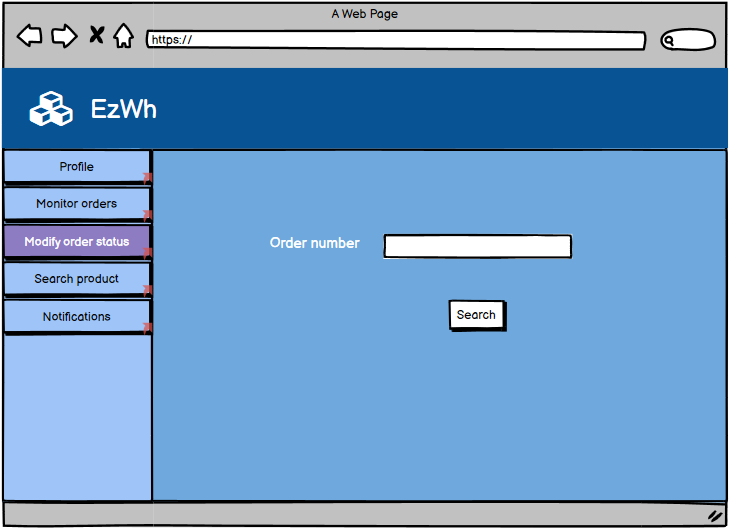 A Web Page
https://
EzWh
Profile
Monitor orders
Modify order status
Search product
Notifications
Order number
Search